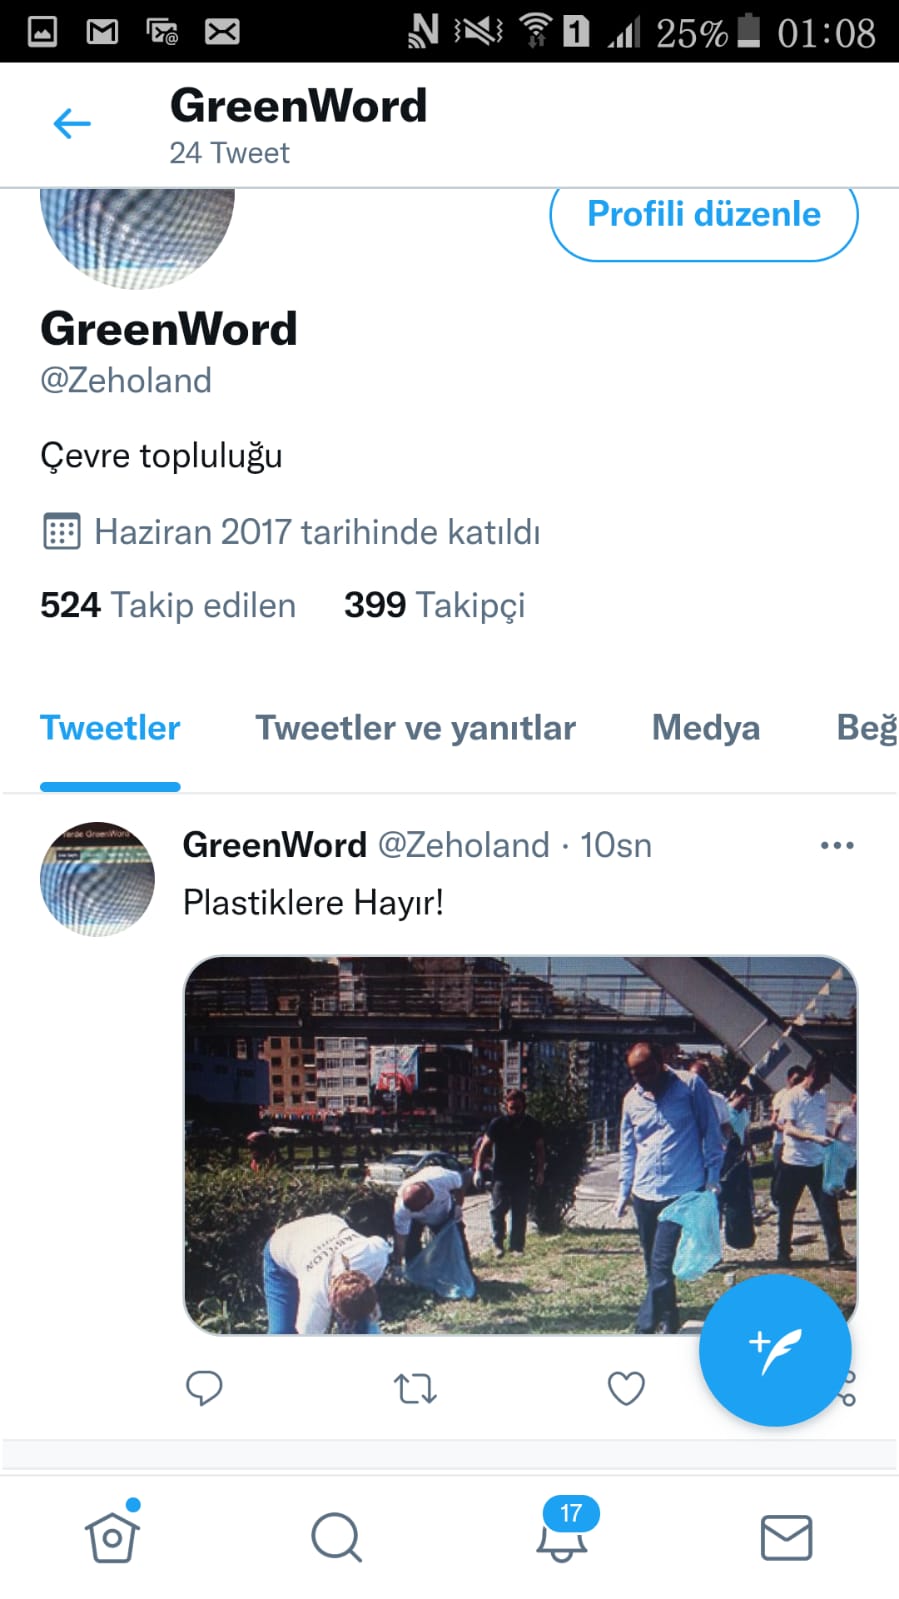 25% 01:08
GreenWord
24 Tweet
Profili düzenle
GreenWord
@Zeholand
Çevre topluluğu
Haziran 2017 tarihinde katıldı
524 Takip edilen 399 Takipçi
Tweetler Tweetler ve yanıtlar Medya Beğ
GreenWord @Zeholand · 10sn
Plastiklere Hayır!
17